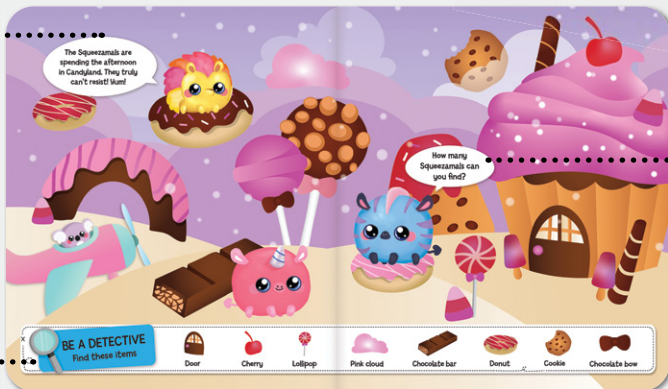 The Squeezamals are
spending the afternoon
in Candyland. They truly
can't resist! Yum!
How many
Squeezamals can
you find?
BE A DETECTIVE
Find these items
Door
Cherry
Lollipop
Pink cloud
Chocolate bar
Donut
Cookie
Chocolate bow